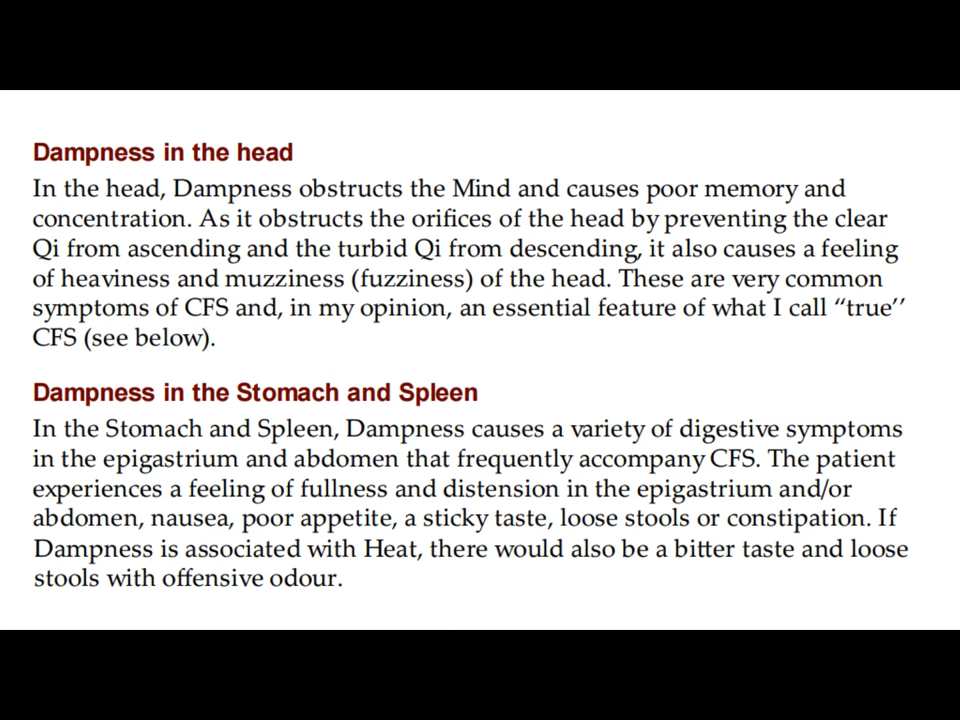 Dampness in the head
In the head, Dampness obstructs the Mind and causes poor memory and
concentration. As it obstructs the orifices of the head by preventing the clear
Qi from ascending and the turbid Qi from descending, it also causes a feeling
of heaviness and muzziness (fuzziness) of the head. These are very common
symptoms of CFS and, in my opinion, an essential feature of what I call “true’’
CFS (see below).
Dampness in the Stomach and Spleen
In the Stomach and Spleen, Dampness causes a variety of digestive symptoms
in the epigastrium and abdomen that frequently accompany CFS. The patient
experiences a feeling of fullness and distension in the epigastrium and/or
abdomen, nausea, poor appetite, a sticky taste, loose stools or constipation. If
Dampness is associated with Heat, there would also be a bitter taste and loose
stools with offensive odour.